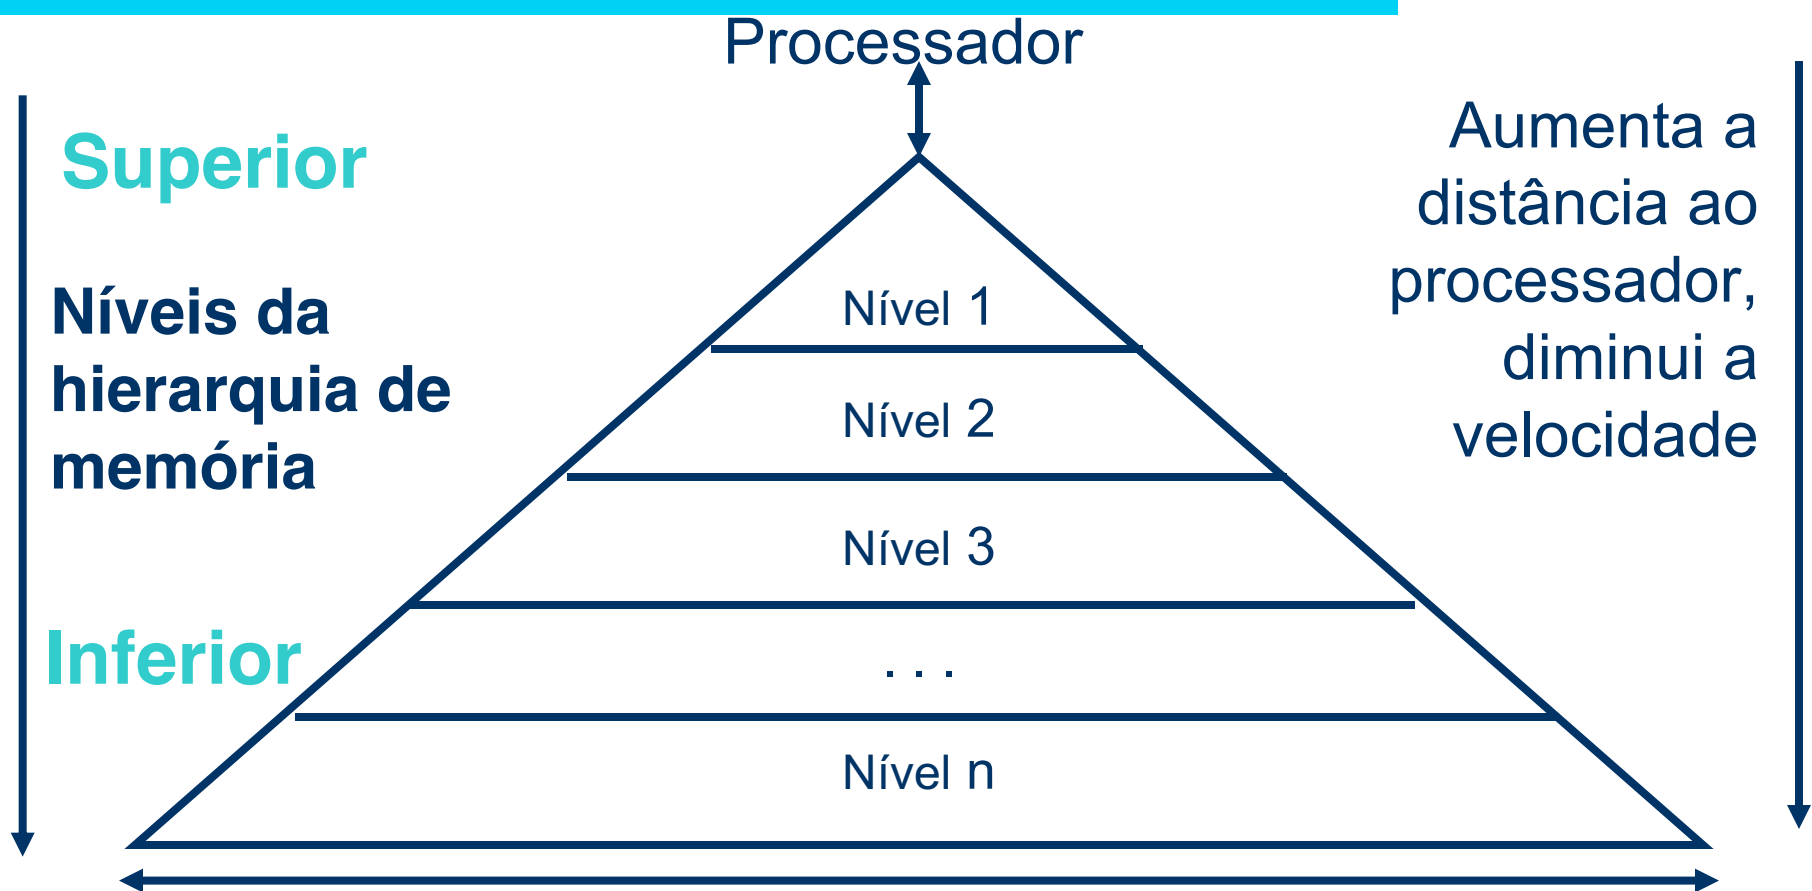 Processador
Superior
Níveis da
hierarquia de
memória
Inferior
Nível 1
Nível 2
Nível 3
. . .
Nível n
Aumenta a
distância ao
processador,
diminui a
velocidade